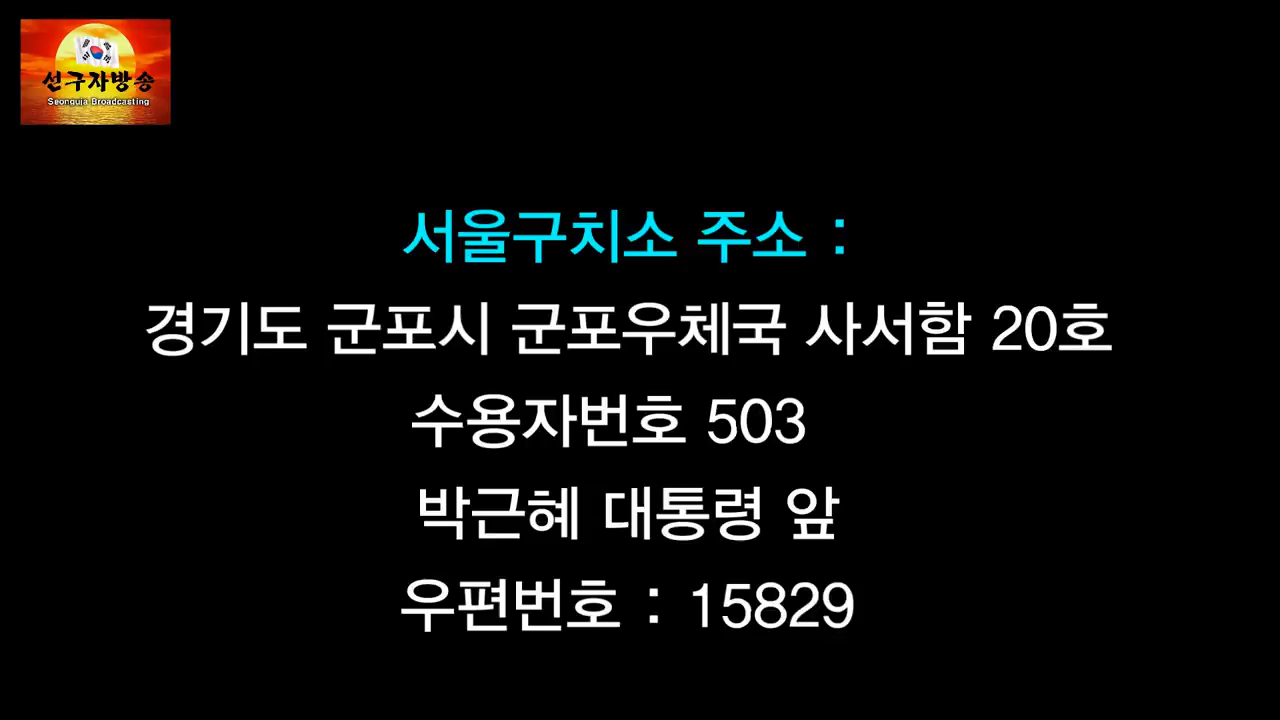 선구자방송
Seonguja Broadcasting
서울구치소 주소 :
경기도 군포시 군포우체국 사서함 20호
수용자번호 503
박근혜 대통령 앞
우편번호 : 15829